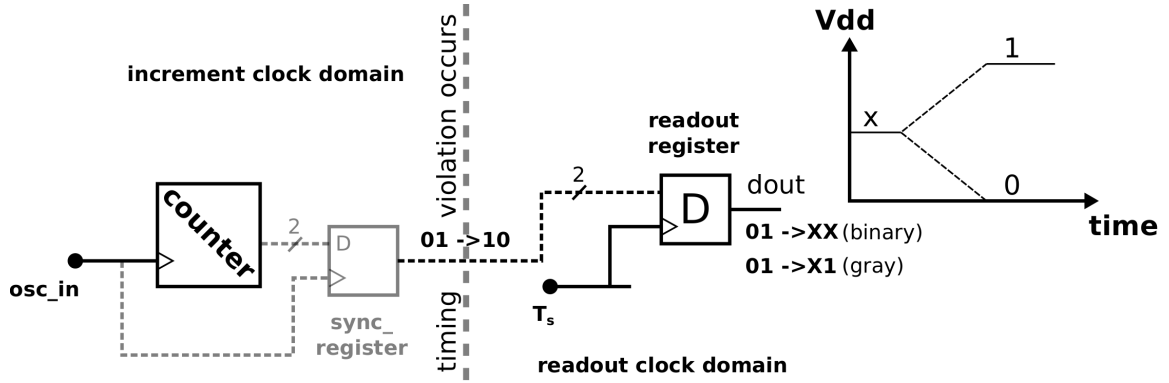 increment clock domain
timing violation occurs
osc_in
counter
2
D
sync_
register
01 ->10
2
readout
register
D
dout
01 ->XX (binary)
01 ->X1 (gray)
Ts
readout clock domain
Vdd
x
1
0
time